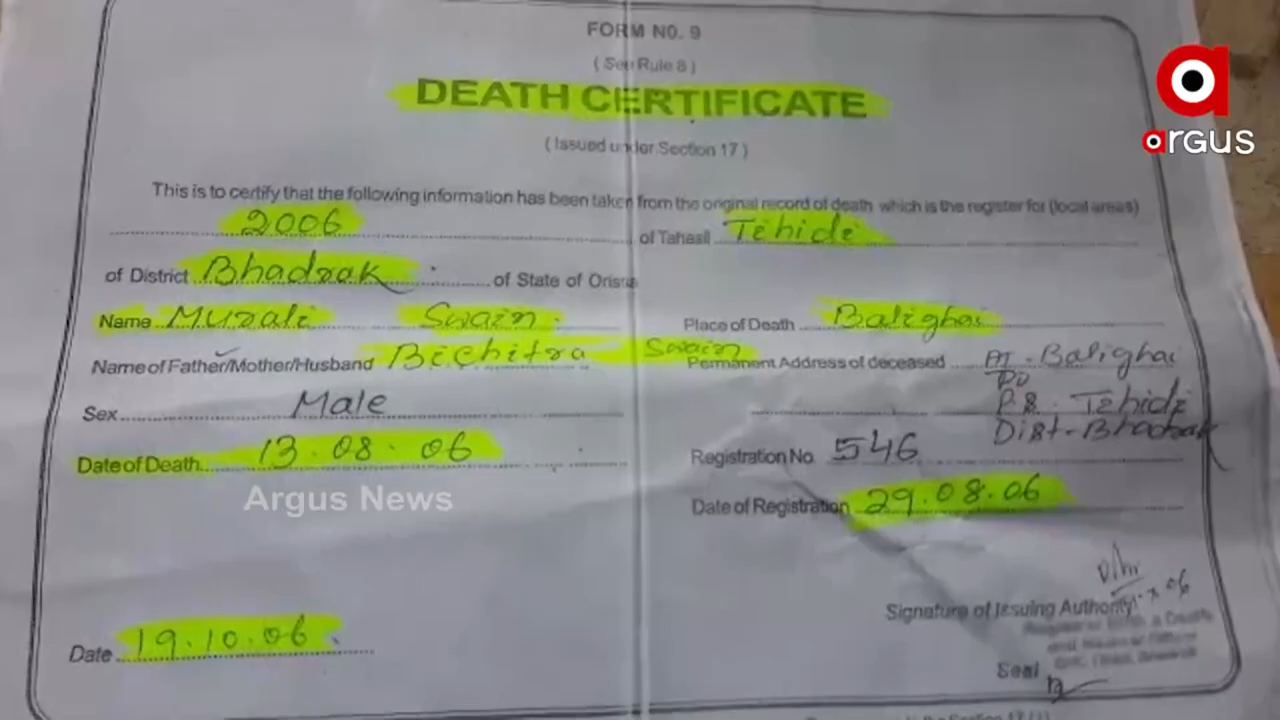 FORM NO. 9
( See Rule 8 )
DEATH CERTIFICATE
( Issued under Section 17 )
This is to certify that the following information has been taken from the original record of death which is the register for (local areas)
2006 of Tahasil Tihidi
of District Bhadrak of State of Orissa
Name Murali Swain
Place of Death Balighai
Name of Father/Mother/Husband Bichitra Swain
Permanent Address of deceased AT - Balighai
PO
P.S. Tihidi
Dist - Bhadrak
Sex Male
Date of Death 13.08.06
Registration No. 546
Date of Registration 29.08.06
Signature of Issuing Authority
Seal
Date 19.10.06
argus
Argus News